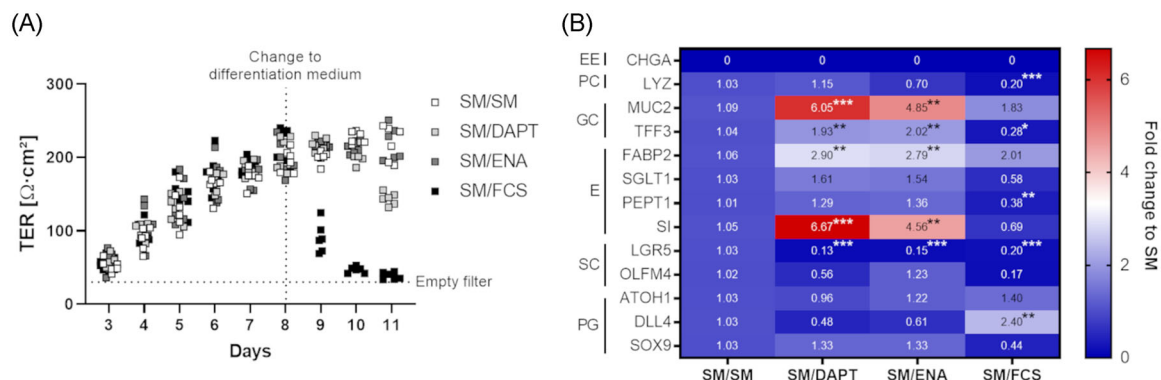 (A)
Change to
differentiation medium
TER [Ω·cm²]
300
200
100
0
SM/SM
SM/DAPT
SM/ENA
SM/FCS
Empty filter
3 4 5 6 7 8 9 10 11
Days
(B)
EE CHGA 0 0 0 0
PC LYZ 1.03 1.15 0.70 0.20***
GC
MUC2 1.09 6.05*** 4.85** 1.83
TFF3 1.04 1.93** 2.02** 0.28*
E
FABP2 1.06 2.90** 2.79** 2.01
SGLT1 1.03 1.61 1.54 0.58
PEPT1 1.01 1.29 1.36 0.38**
SI 1.05 6.67*** 4.56** 0.69
SC
LGR5 1.03 0.13*** 0.15*** 0.20***
OLFM4 1.02 0.56 1.23 0.17
PG
ATOH1 1.03 0.96 1.22 1.40
DLL4 1.03 0.48 0.61 2.40**
SOX9 1.03 1.33 1.33 0.44
SM/SM SM/DAPT SM/ENA SM/FCS
6
4
2
0
Fold change to SM